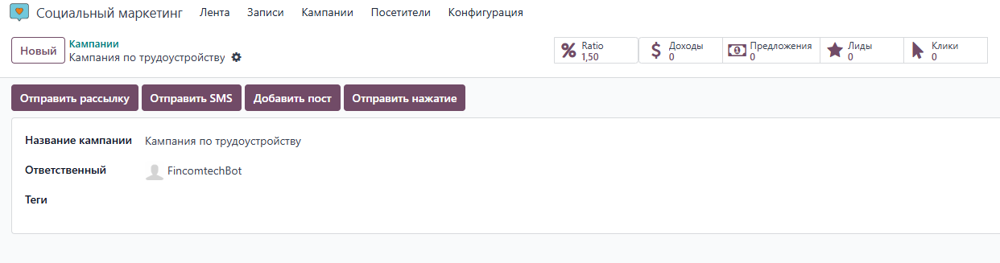 Социальный маркетинг Лента Записи Кампании Посетители Конфигурация
Новый
Кампании
Кампания по трудоустройству
Ratio
1,50
Доходы
0
Предложения
0
Лиды
0
Клики
0
Отправить рассылку Отправить SMS Добавить пост Отправить нажатие
Название кампании Кампания по трудоустройству
Ответственный FincomtechBot
Теги